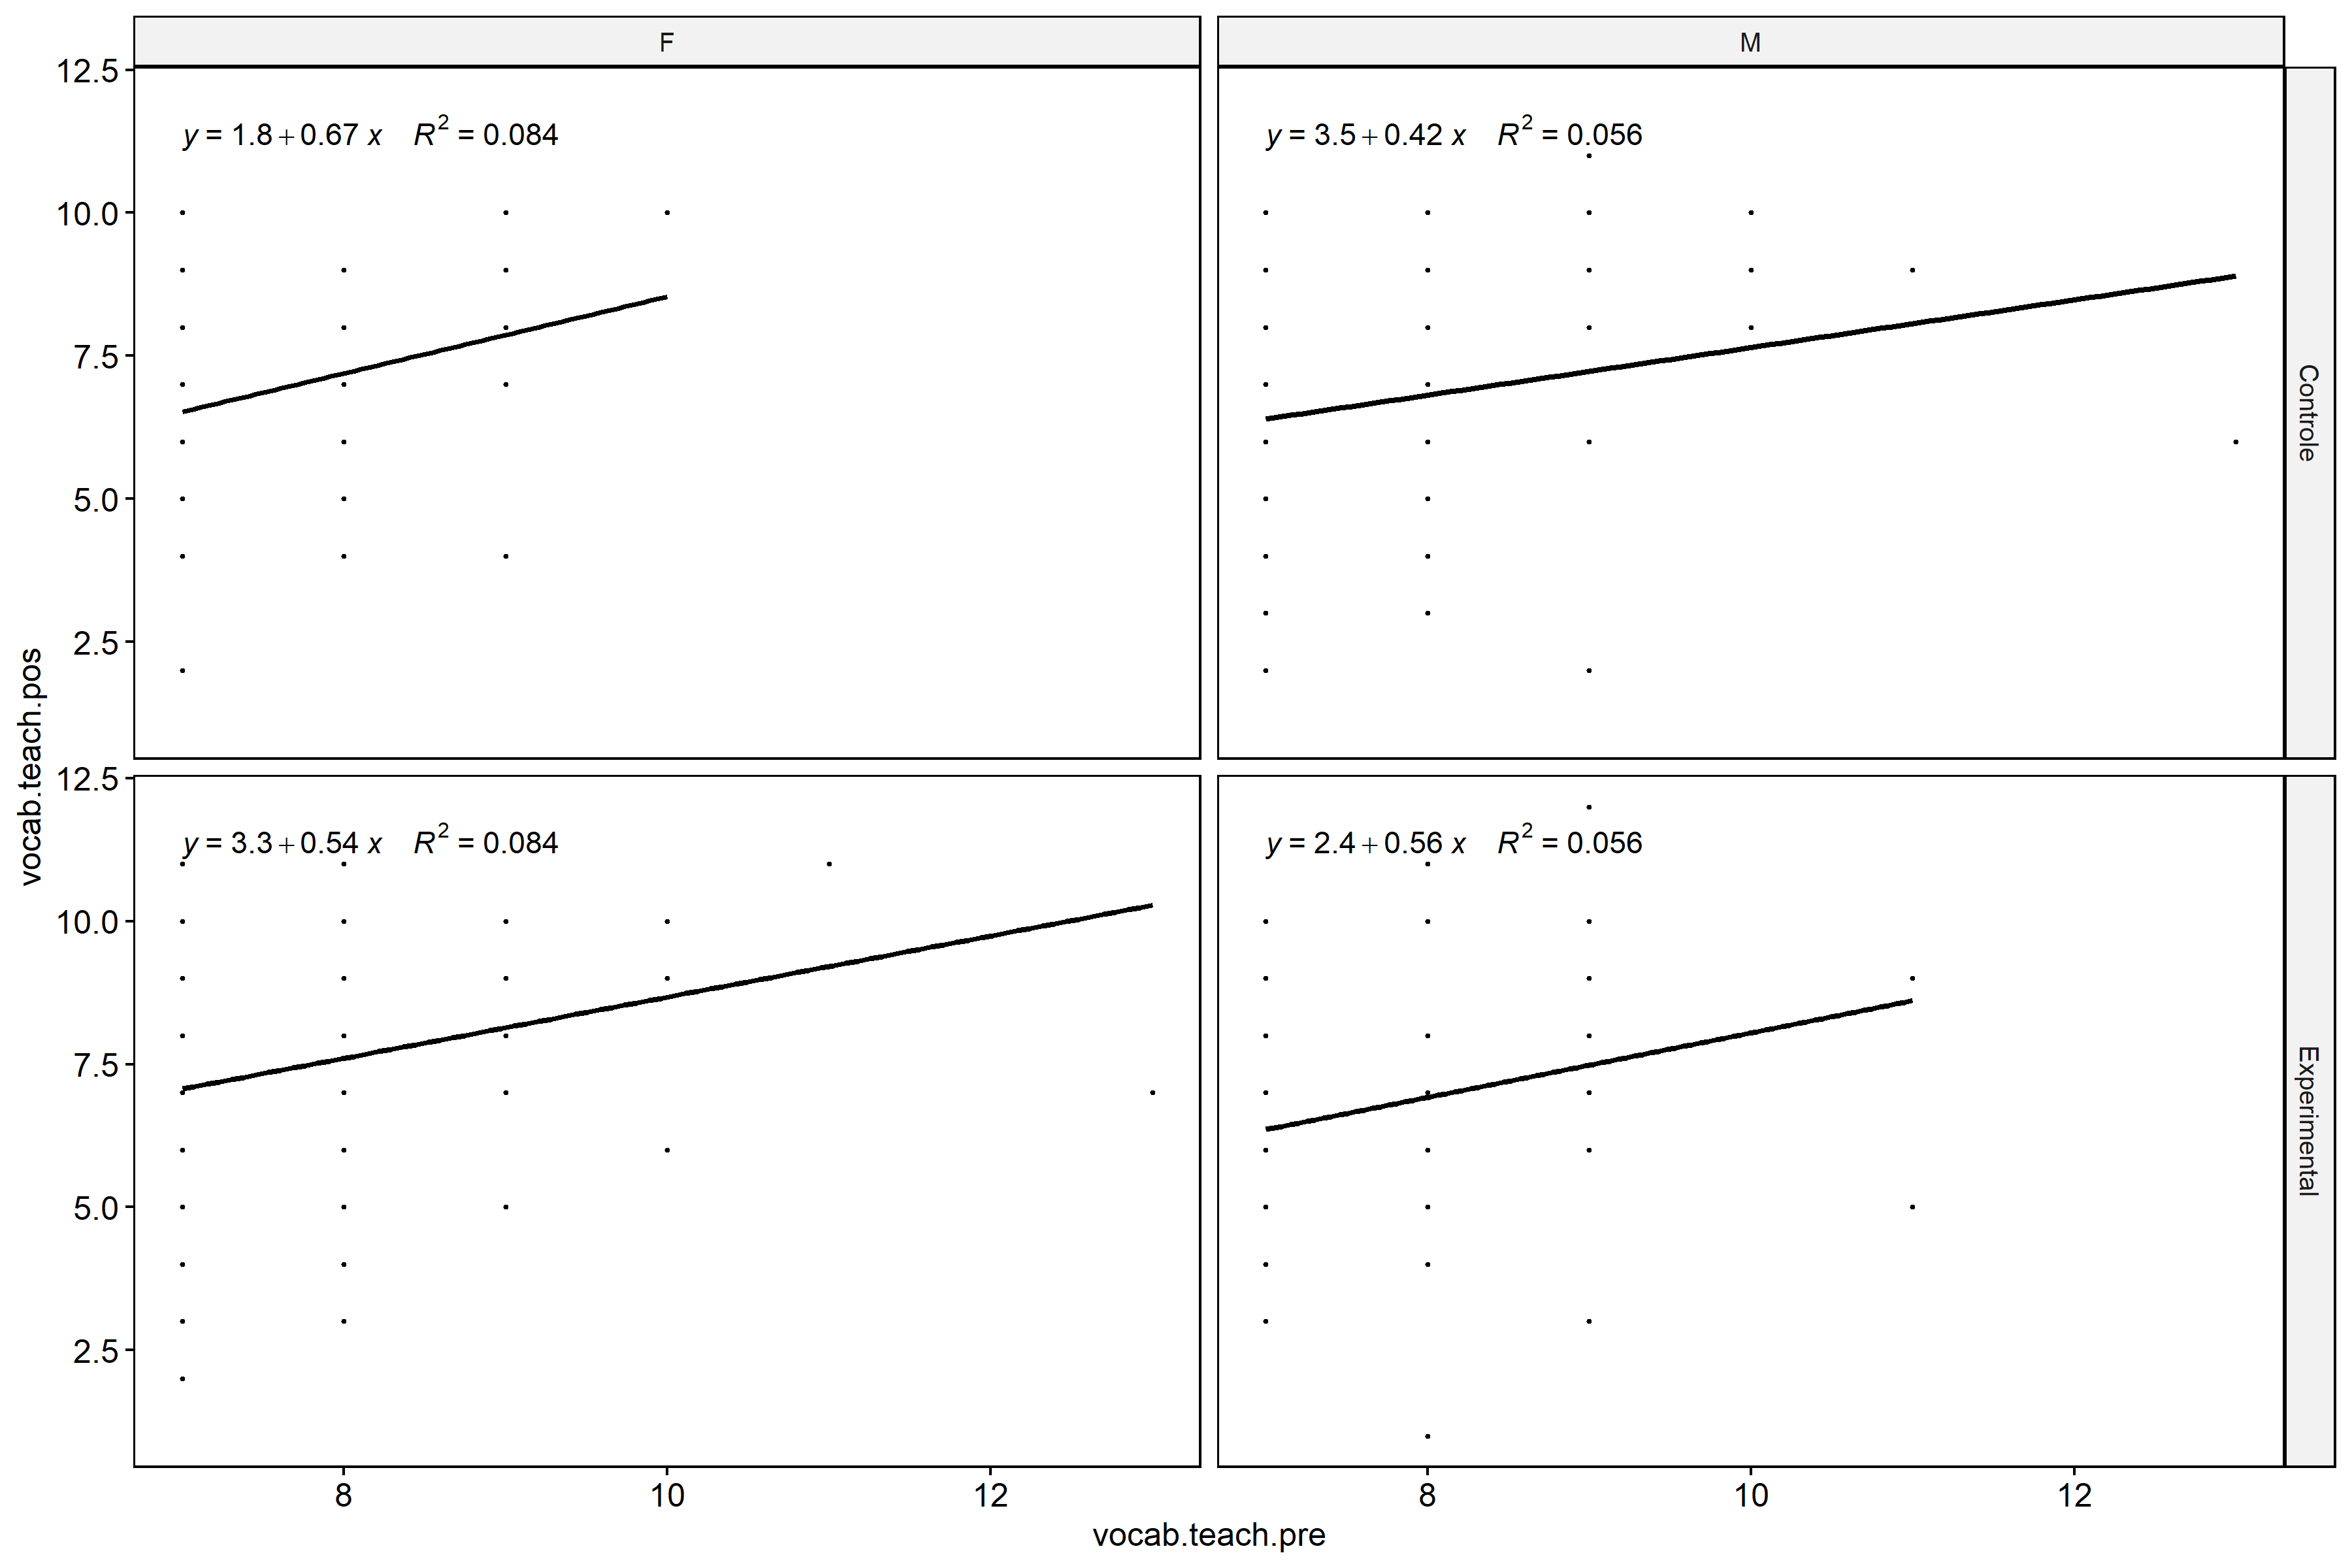 F
M
12.5
y = 1.8 + 0.67 x R² = 0.084
y = 3.5 + 0.42 x R² = 0.056
10.0
7.5
5.0
2.5
Controle
vocab.teach.pos
12.5
y = 3.3 + 0.54 x R² = 0.084
y = 2.4 + 0.56 x R² = 0.056
10.0
7.5
5.0
2.5
Experimental
8 10 12
8 10 12
vocab.teach.pre